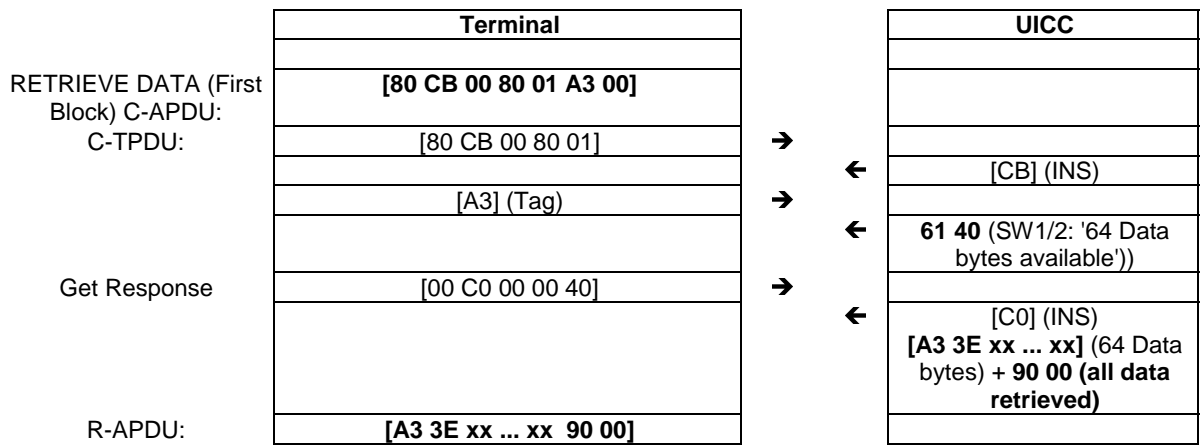 Terminal UICC
RETRIEVE DATA (First [80 CB 00 80 01 A3 00]
Block) C-APDU:
C-TPDU: [80 CB 00 80 01] ➔
🡰 [CB] (INS)
[A3] (Tag) ➔
🡰 61 40 (SW1/2: '64 Data
bytes available'))
Get Response [00 C0 00 00 40] ➔
🡰 [C0] (INS)
[A3 3E xx ... xx] (64 Data
bytes) + 90 00 (all data
retrieved)
R-APDU: [A3 3E xx ... xx 90 00]